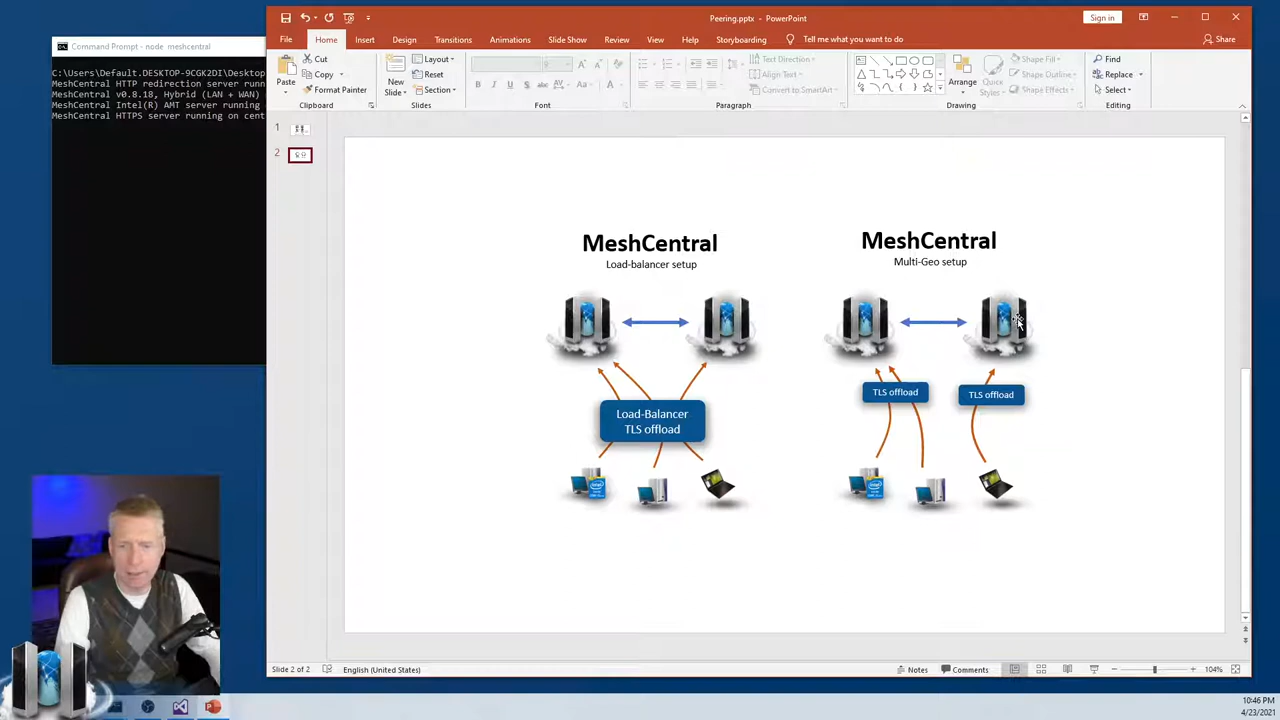 Command Prompt - node meshcentral
C:\Users\Default.DESKTOP-9CGK2DI\Desktop
MeshCentral HTTP redirection server runn
MeshCentral v0.8.18, Hybrid (LAN + WAN)
MeshCentral Intel(R) AMT server running
MeshCentral HTTPS server running on cent
Peering.pptx - PowerPoint
Sign in
File
Home
Insert
Design
Transitions
Animations
Slide Show
Review
View
Help
Storyboarding
Tell me what you want to do
Share
Paste
Cut
Copy
Format Painter
Clipboard
New
Slide
Layout
Reset
Section
Slides
Font
Text Direction
Align Text
Convert to SmartArt
Paragraph
Arrange
Quick
Styles
Shape Fill
Shape Outline
Shape Effects
Drawing
Find
Replace
Select
Editing
1
2
MeshCentral
Load-balancer setup
Load-Balancer
TLS offload
MeshCentral
Multi-Geo setup
TLS offload
TLS offload
Slide 2 of 2
English (United States)
Notes
Comments
104%
10:46 PM
4/23/2021